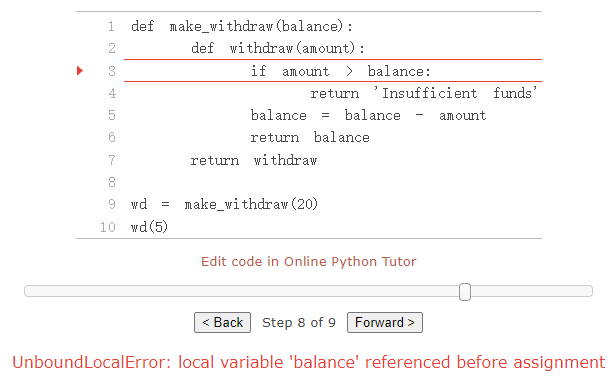 1 def make_withdraw(balance):
2 def withdraw(amount):
3 if amount > balance:
4 return 'Insufficient funds'
5 balance = balance - amount
6 return balance
7 return withdraw
8
9 wd = make_withdraw(20)
10 wd(5)
Edit code in Online Python Tutor
< Back Step 8 of 9 Forward >
UnboundLocalError: local variable 'balance' referenced before assignment